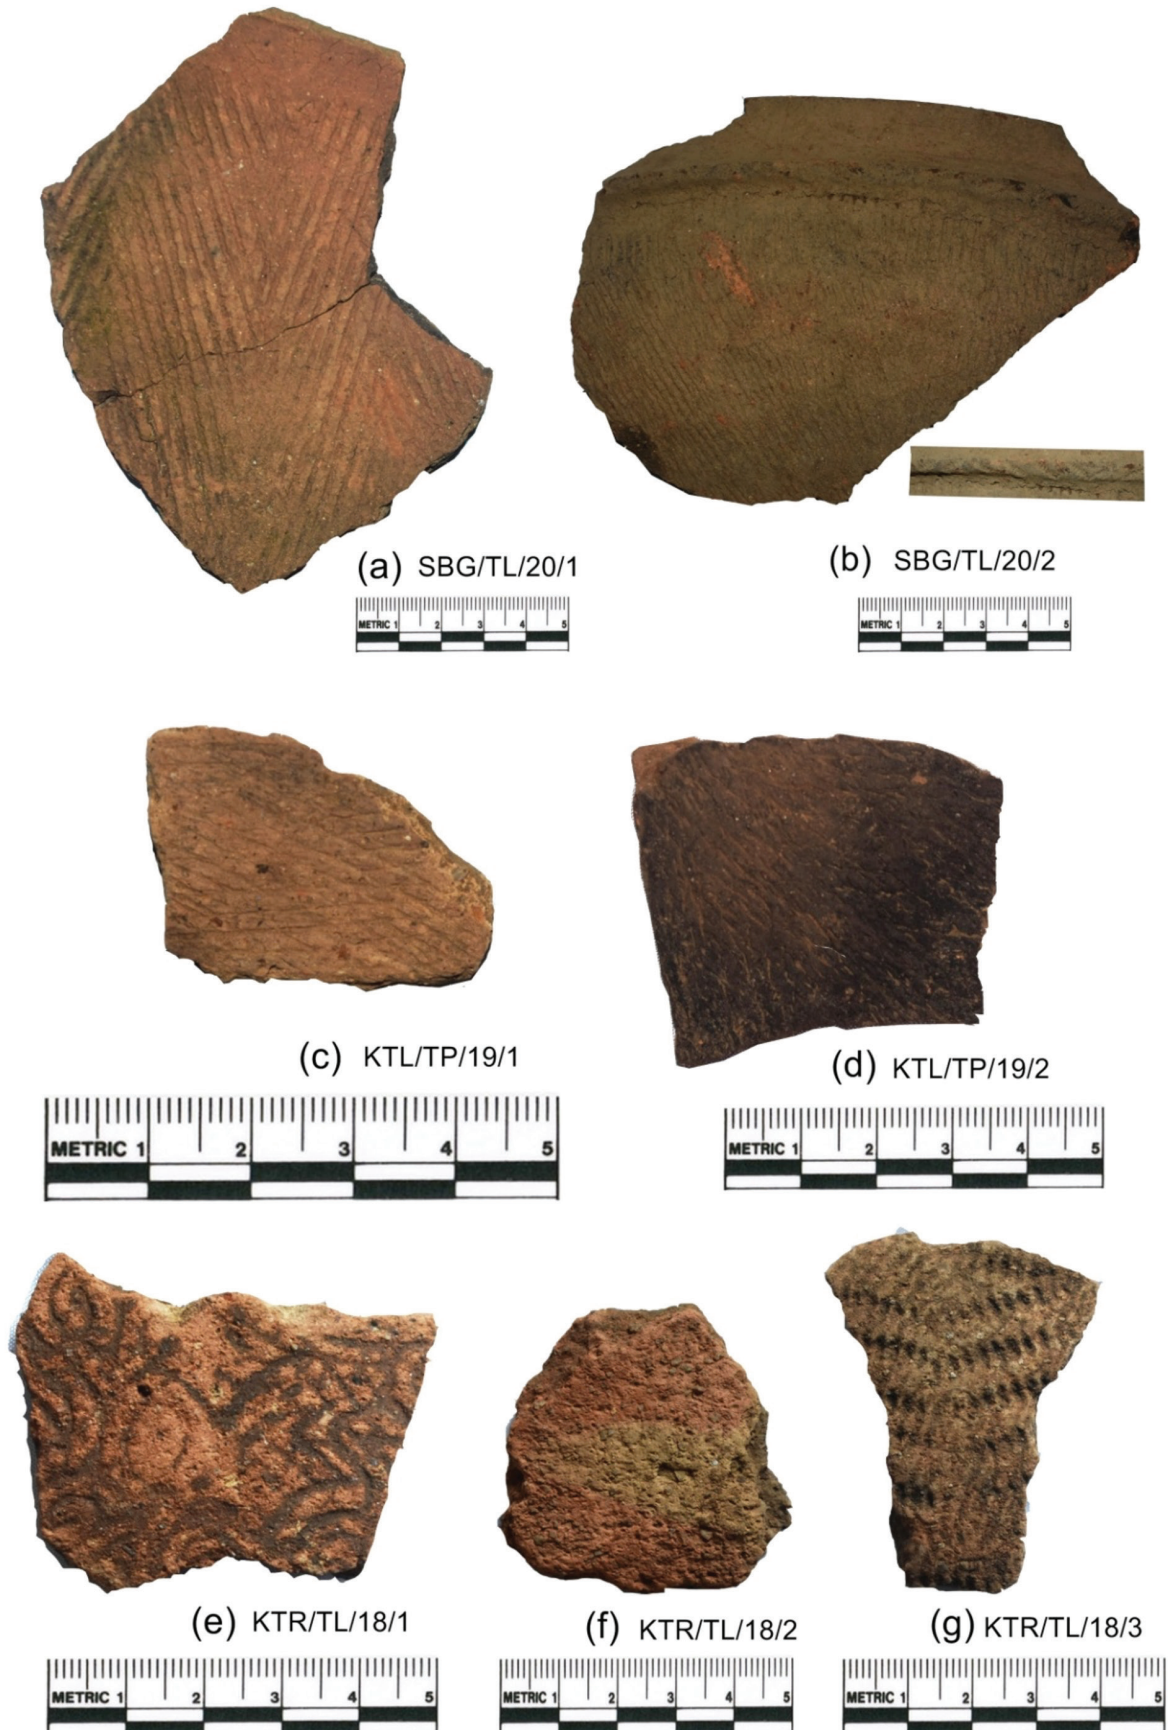 (a) SBG/TL/20/1
(b) SBG/TL/20/2
METRIC 1 2 3 4 5
METRIC 1 2 3 4 5
(c) KTL/TP/19/1
(d) KTL/TP/19/2
METRIC 1 2 3 4 5
METRIC 1 2 3 4 5
(e) KTR/TL/18/1
(f) KTR/TL/18/2
(g) KTR/TL/18/3
METRIC 1 2 3 4 5
METRIC 1 2 3 4 5
METRIC 1 2 3 4 5